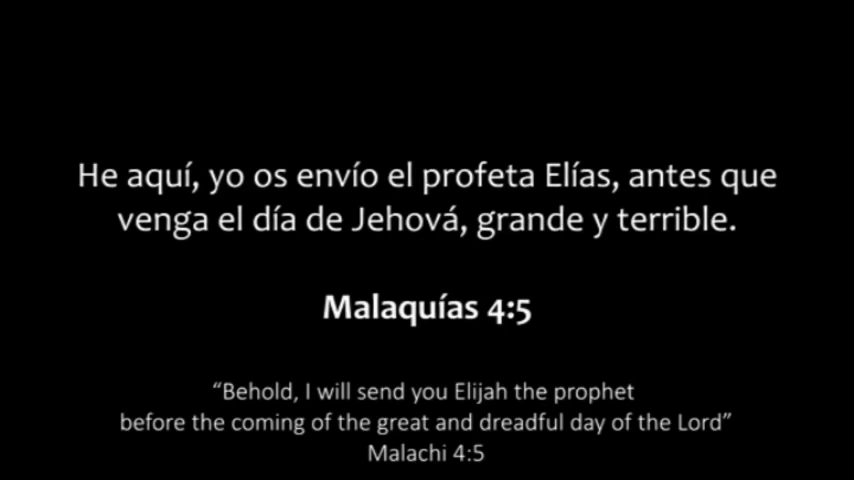 He aquí, yo os envío el profeta Elías, antes que
venga el día de Jehová, grande y terrible.
Malaquías 4:5
“Behold, I will send you Elijah the prophet
before the coming of the great and dreadful day of the Lord”
Malachi 4:5